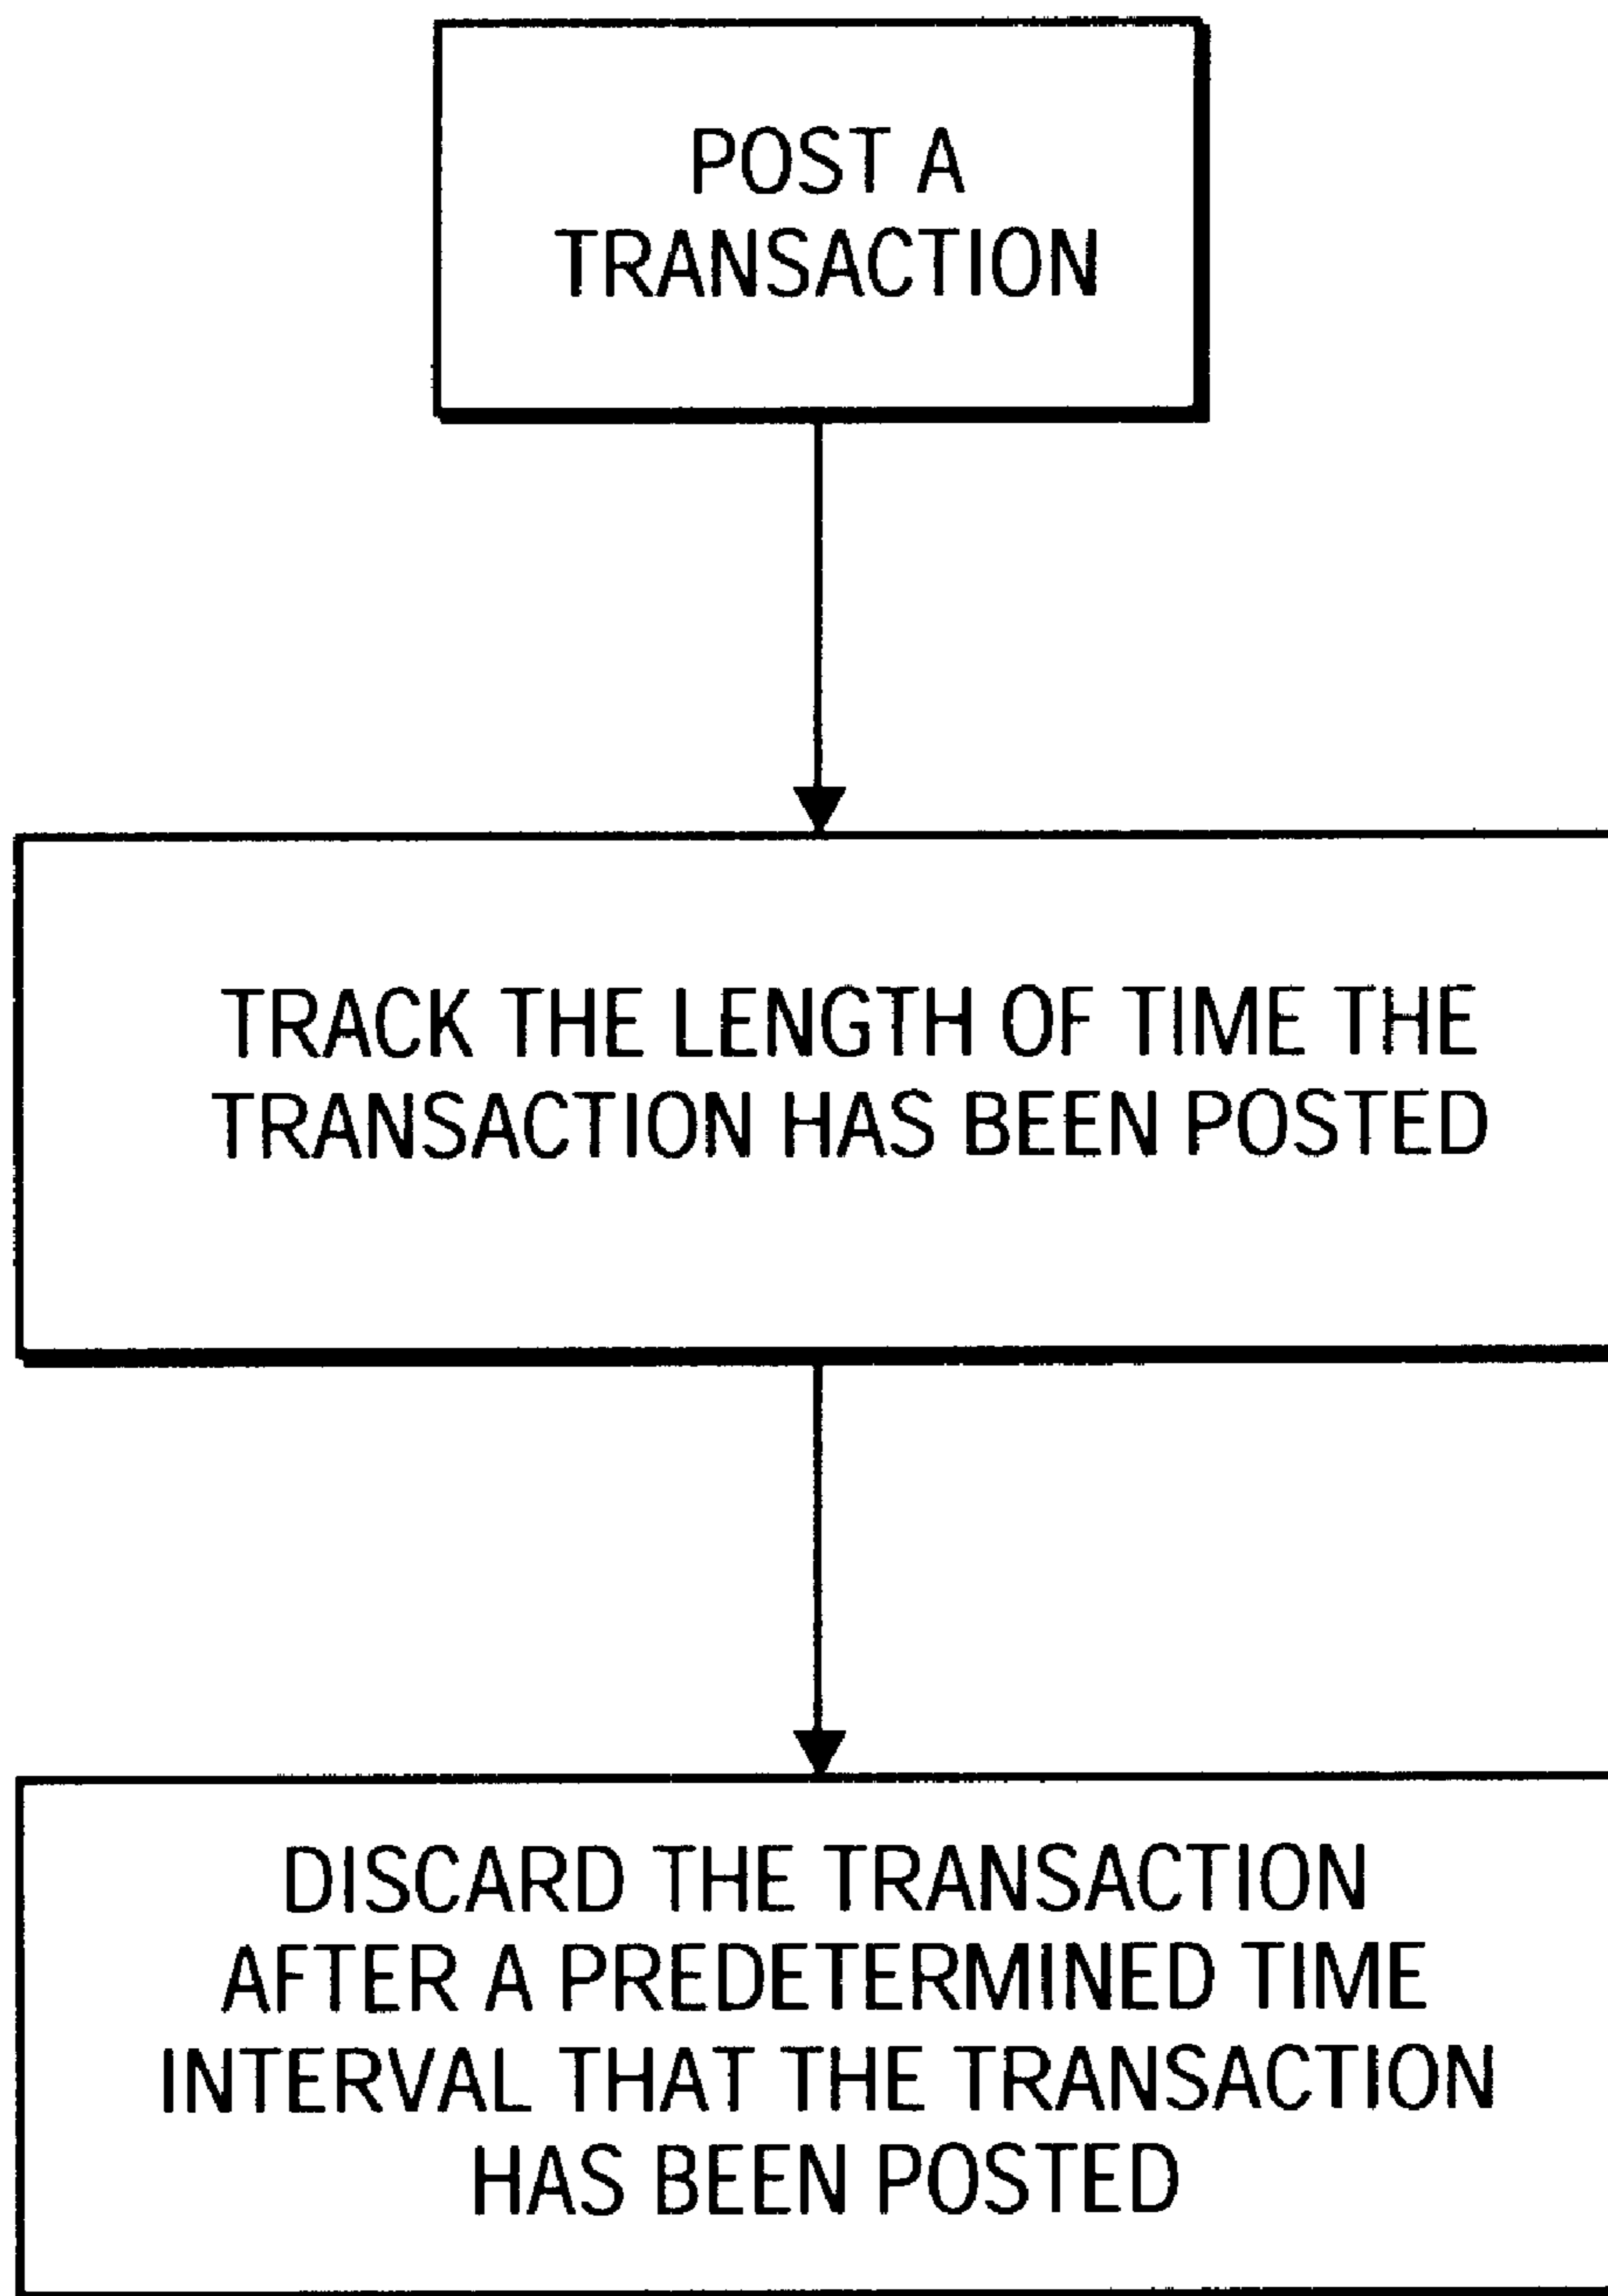 POST A
TRANSACTION
TRACK THE LENGTH OF TIME THE
TRANSACTION HAS BEEN POSTED
DISCARD THE TRANSACTION
AFTER A PREDETERMINED TIME
INTERVAL THAT THE TRANSACTION
HAS BEEN POSTED